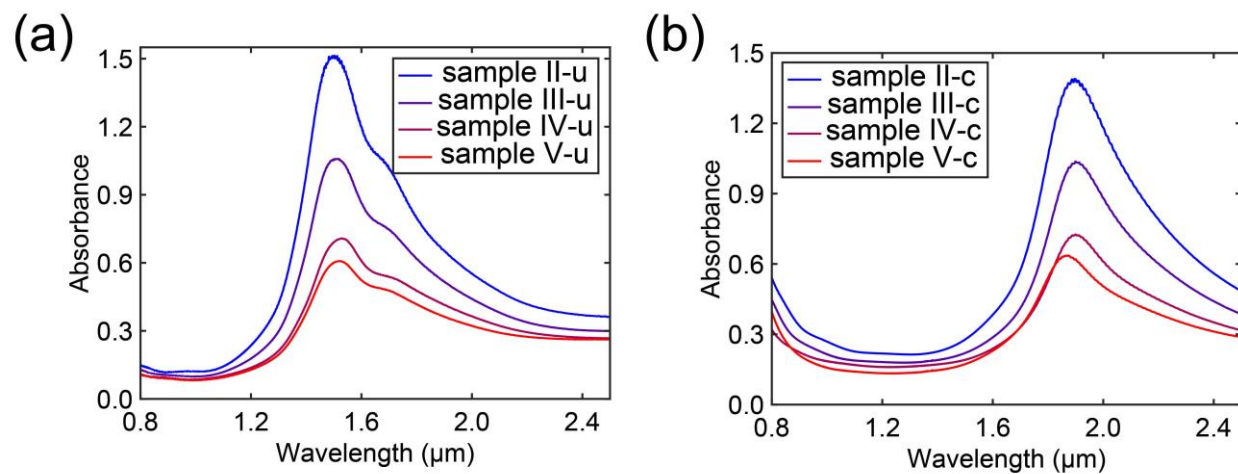 (a)
1.5
1.2
0.9
0.6
0.3
0.0
Absorbance
sample II-u
sample III-u
sample IV-u
sample V-u
0.8
1.2
1.6
2.0
2.4
Wavelength (μm)
(b)
1.5
1.2
0.9
0.6
0.3
0.0
Absorbance
sample II-c
sample III-c
sample IV-c
sample V-c
0.8
1.2
1.6
2.0
2.4
Wavelength (μm)